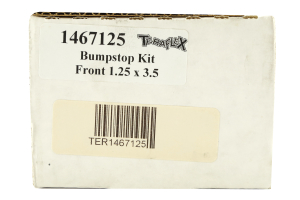 1467125 TERAFLEX
Bumpstop Kit
Front 1.25 x 3.5
TER1467125